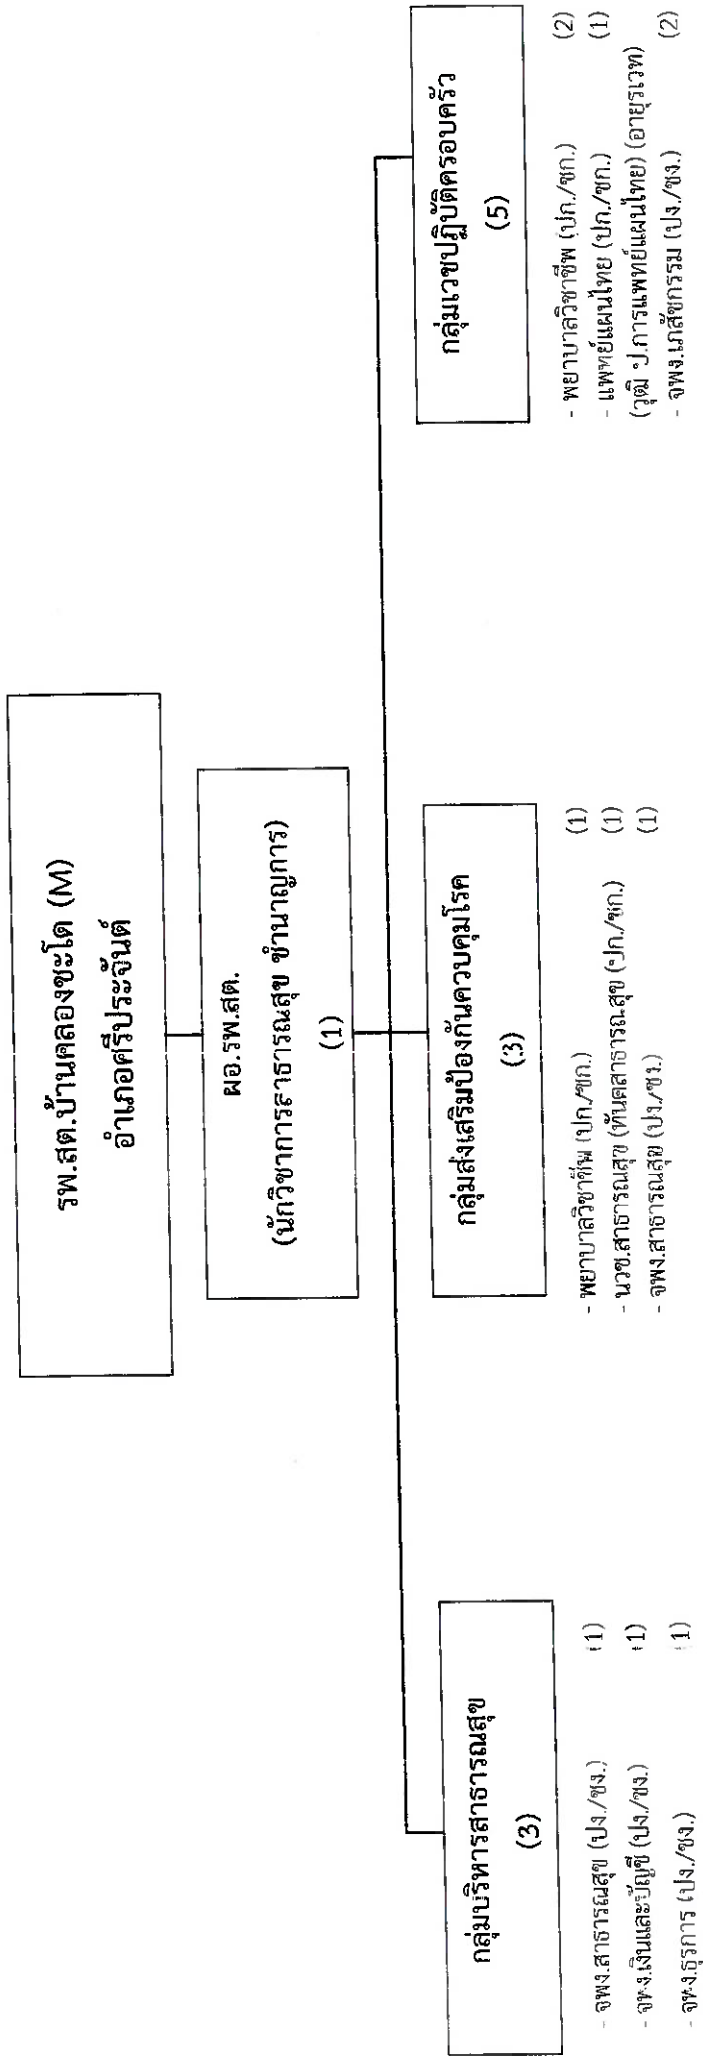 รพ.สต.บ้านคลองชะโด (M)
อำเภอศรีประจันต์
ผอ.รพ.สต.
(นักวิชาการสาธารณสุข ชำนาญการ)
(1)
กลุ่มบริหารสาธารณสุข
(3)
- จพง.สาธารณสุข (ปง./ชง.) (1)
- จพง.เงินและบัญชี (ปง./ชง.) (1)
- จพง.ธุรการ (ปง./ชง.) (1)
กลุ่มส่งเสริมป้องกันควบคุมโรค
(3)
- พยาบาลวิชาชีพ (ปก./ชก.) (1)
- นวช.สาธารณสุข (ทันตสาธารณสุข (ปก./ชก.) (1)
- จพง.สาธารณสุข (ปง./ชง.) (1)
กลุ่มเวชปฏิบัติครอบครัว
(5)
- พยาบาลวิชาชีพ (ปก./ชก.) (2)
- แพทย์แผนไทย (ปก./ชก.) (1)
(วุฒิ ป.การแพทย์แผนไทย) (อายุรเวท)
- จพง.เภสัชกรรม (ปง./ชง.) (2)